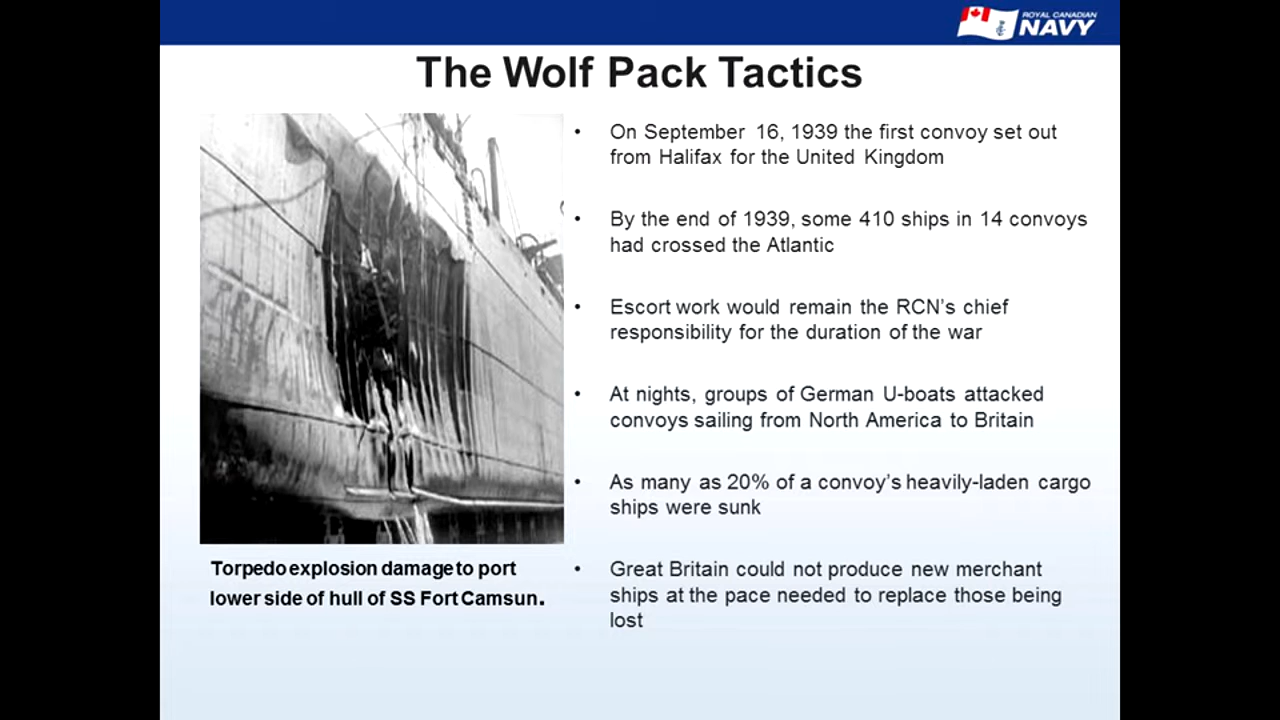 ROYAL CANADIAN
NAVY
The Wolf Pack Tactics
• On September 16, 1939 the first convoy set out
from Halifax for the United Kingdom
• By the end of 1939, some 410 ships in 14 convoys
had crossed the Atlantic
• Escort work would remain the RCN’s chief
responsibility for the duration of the war
• At nights, groups of German U-boats attacked
convoys sailing from North America to Britain
• As many as 20% of a convoy’s heavily-laden cargo
ships were sunk
• Great Britain could not produce new merchant
ships at the pace needed to replace those being
lost
Torpedo explosion damage to port
lower side of hull of SS Fort Camsun.